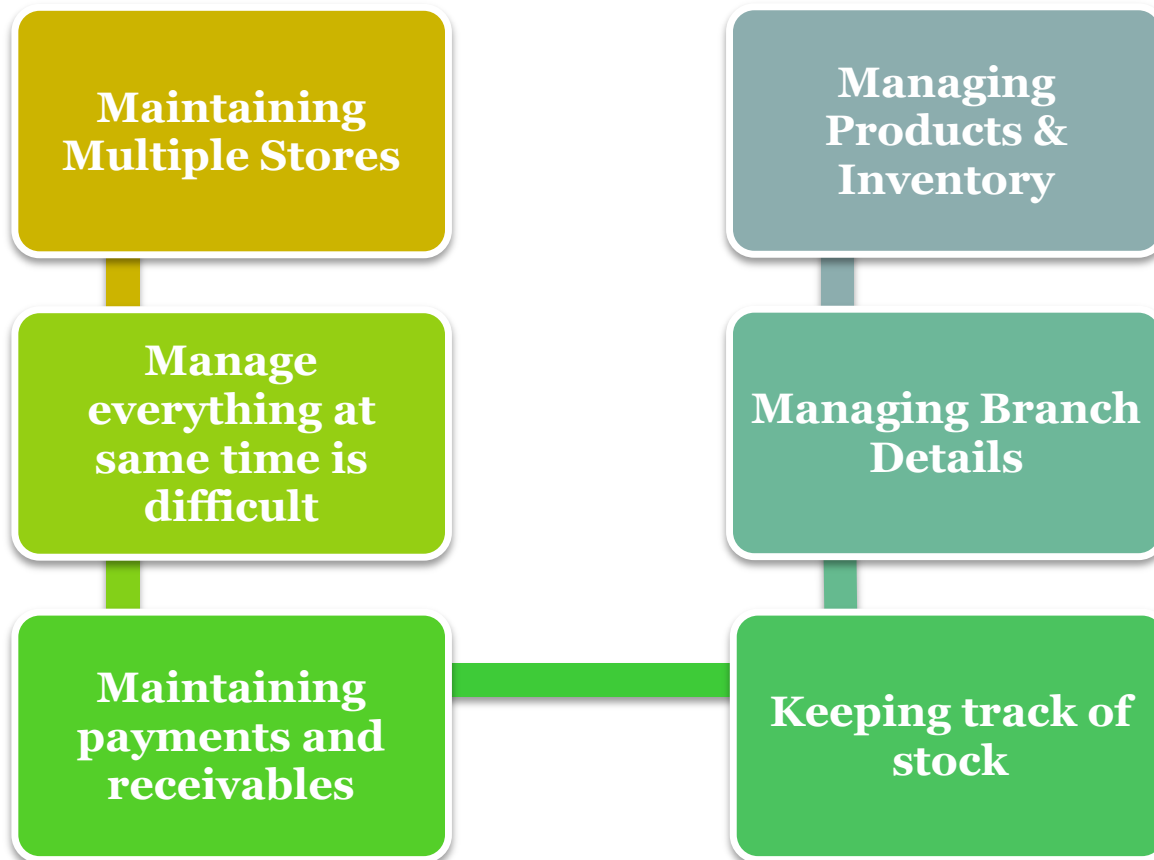 Maintaining
Multiple Stores
Manage
everything at
same time is
difficult
Maintaining
payments and
receivables
Keeping track of
stock
Managing Branch
Details
Managing
Products &
Inventory